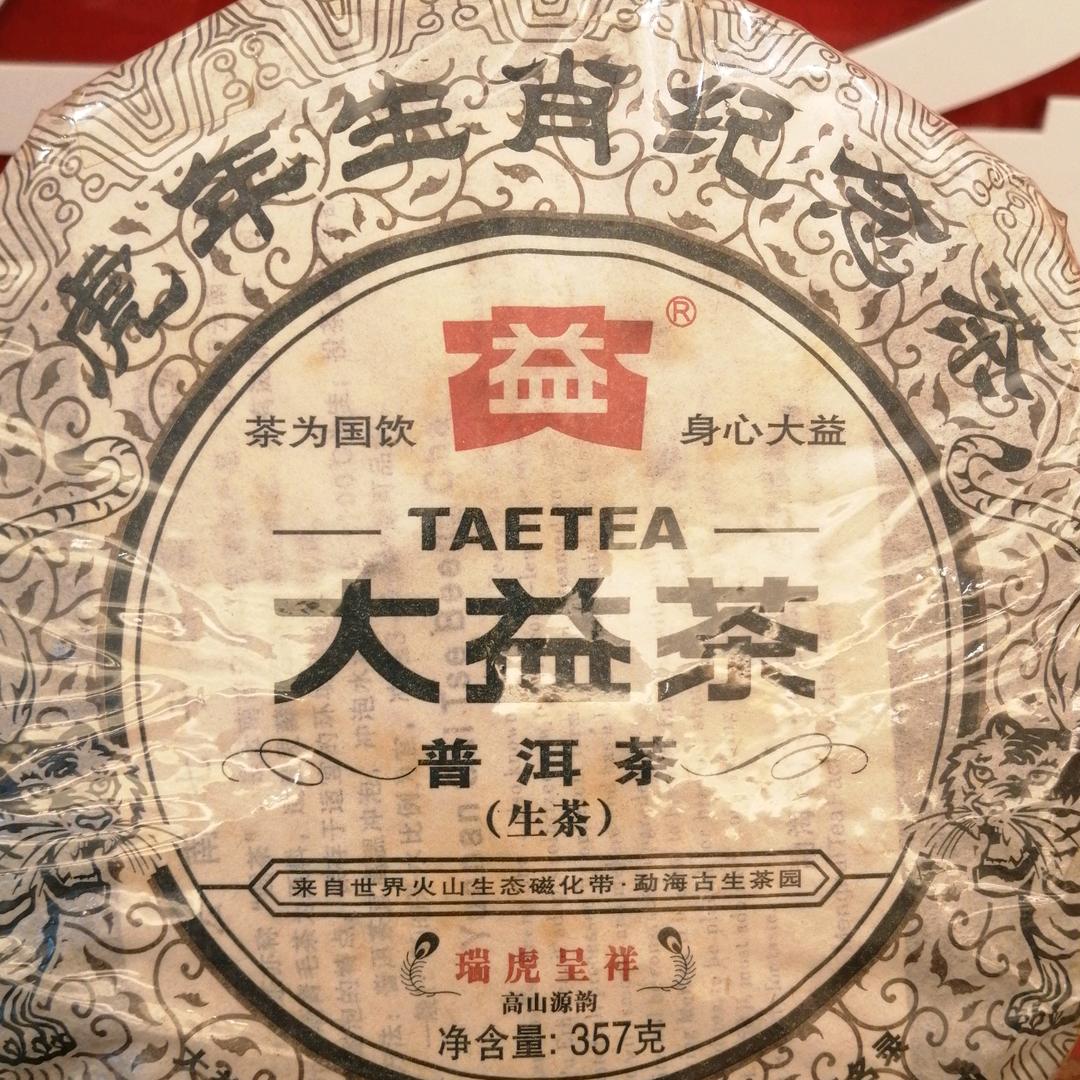 虎年生肖纪念茶
益®
茶为国饮 身心大益
TAETEA
大益茶
普洱茶
(生茶)
来自世界火山生态磁化带·勐海古生茶园
瑞虎呈祥
高山源韵
净含量: 357克